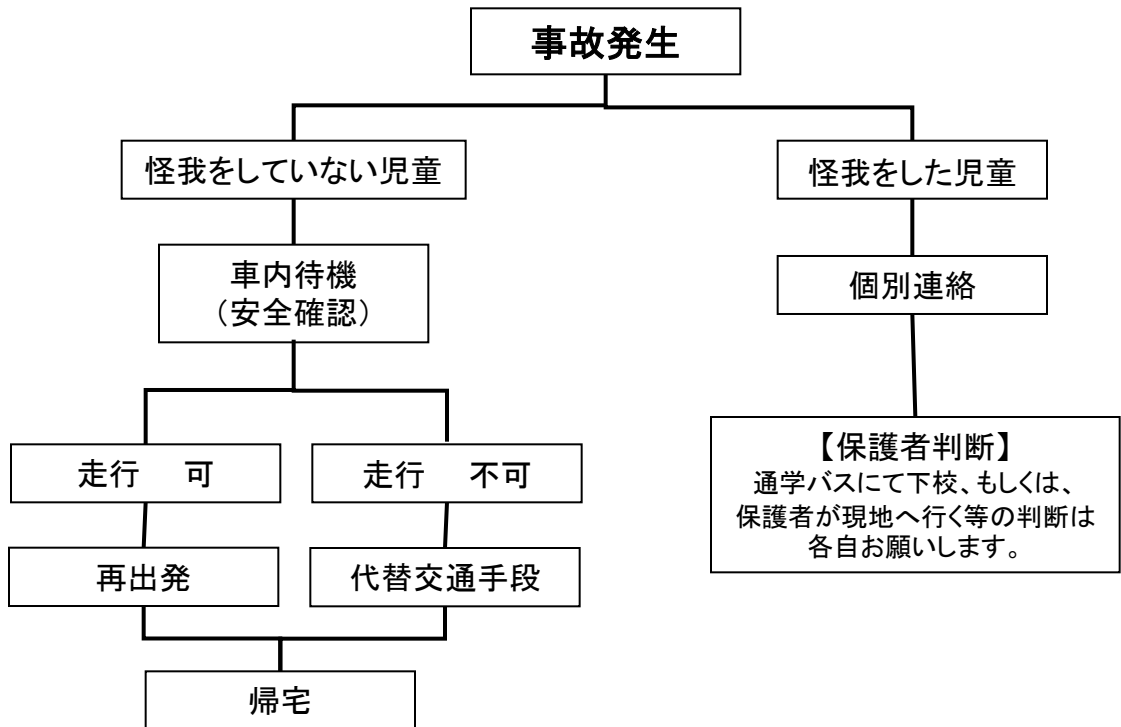 事故発生
怪我をしていない児童
怪我をした児童
車内待機
（安全確認）
個別連絡
走行　可
走行　不可
【保護者判断】
通学バスにて下校、もしくは、
保護者が現地へ行く等の判断は
各自お願いします。
再出発
代替交通手段
帰宅